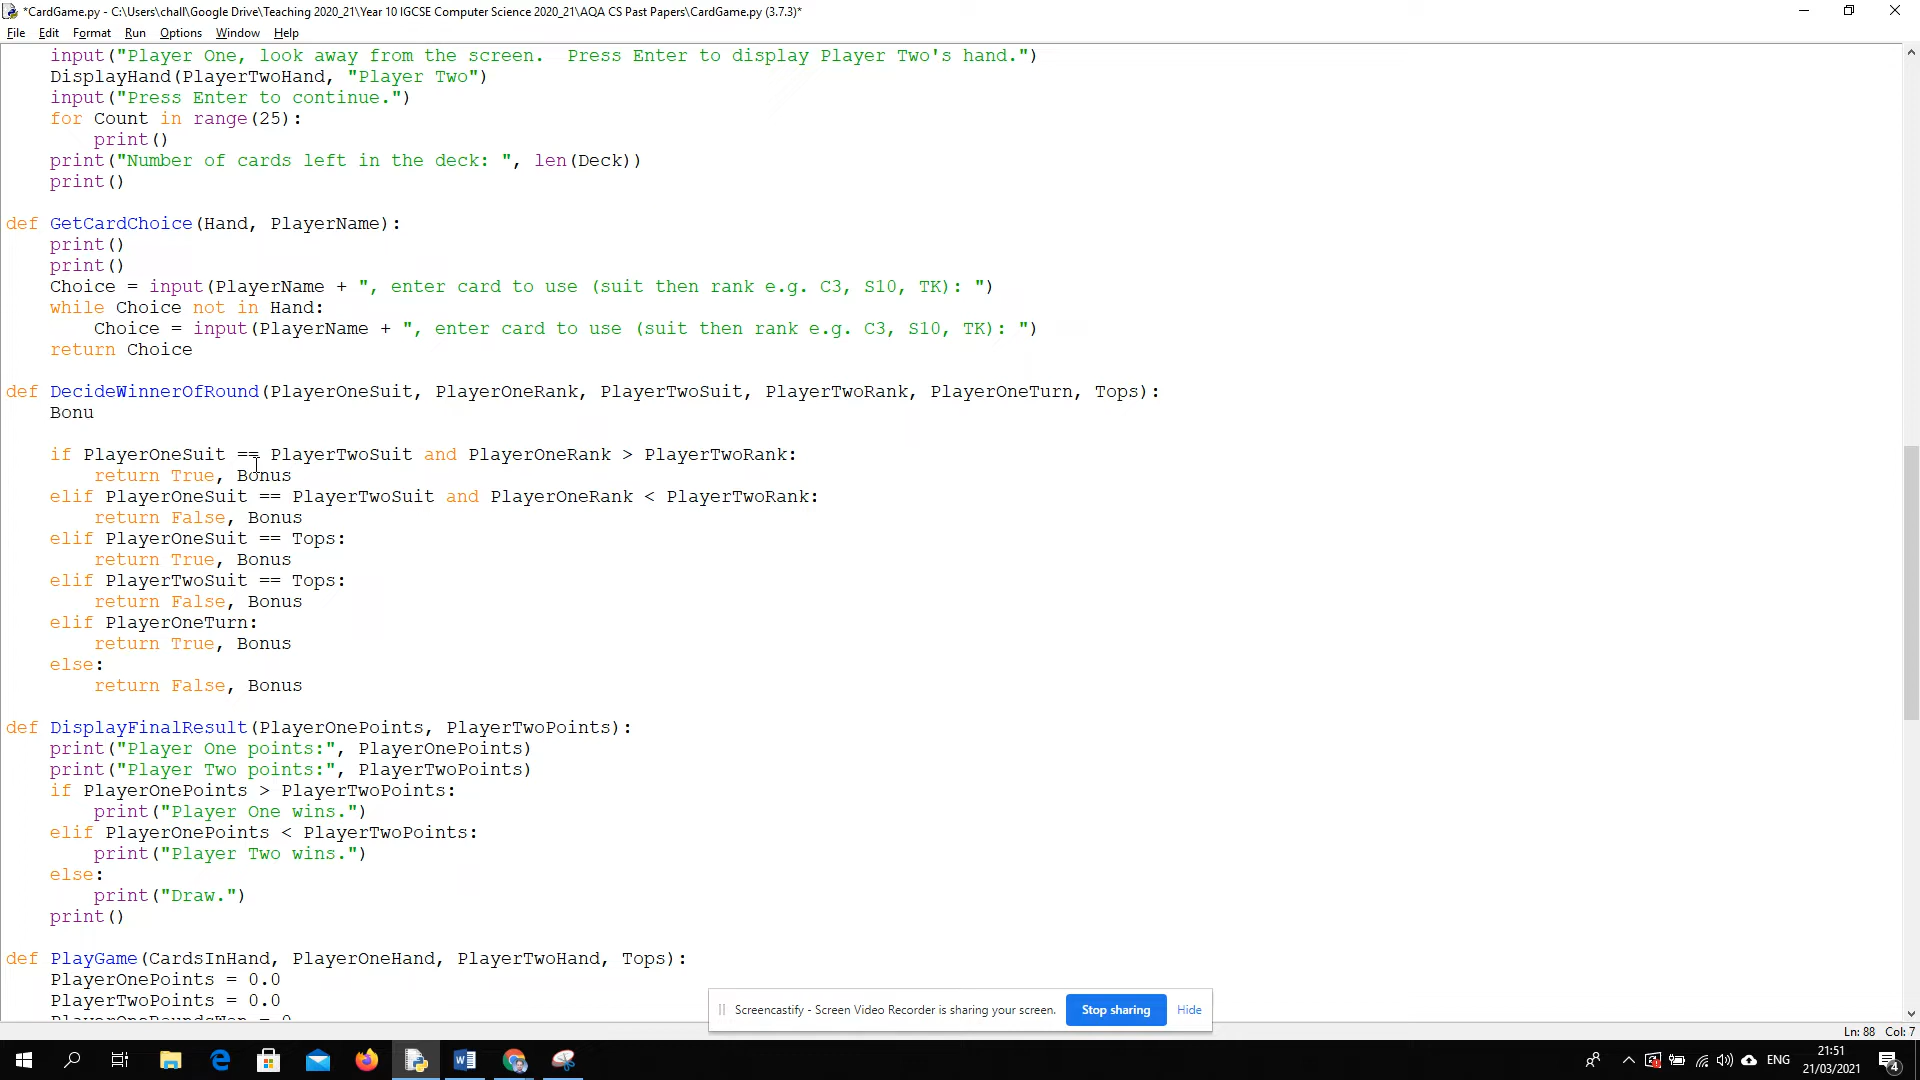 *CardGame.py - C:\Users\chall\Google Drive\Teaching 2020_21\Year 10 IGCSE Computer Science 2020_21\AQA CS Past Papers\CardGame.py (3.7.3)*
File Edit Format Run Options Window Help
    input("Player One, look away from the screen.  Press Enter to display Player Two's hand.")
    DisplayHand(PlayerTwoHand, "Player Two")
    input("Press Enter to continue.")
    for Count in range(25):
        print()
    print("Number of cards left in the deck: ", len(Deck))
    print()
def GetCardChoice(Hand, PlayerName):
    print()
    print()
    Choice = input(PlayerName + ", enter card to use (suit then rank e.g. C3, S10, TK): ")
    while Choice not in Hand:
        Choice = input(PlayerName + ", enter card to use (suit then rank e.g. C3, S10, TK): ")
    return Choice
def DecideWinnerOfRound(PlayerOneSuit, PlayerOneRank, PlayerTwoSuit, PlayerTwoRank, PlayerOneTurn, Tops):
    Bonu
    if PlayerOneSuit == PlayerTwoSuit and PlayerOneRank > PlayerTwoRank:
        return True, Bonus
    elif PlayerOneSuit == PlayerTwoSuit and PlayerOneRank < PlayerTwoRank:
        return False, Bonus
    elif PlayerOneSuit == Tops:
        return True, Bonus
    elif PlayerTwoSuit == Tops:
        return False, Bonus
    elif PlayerOneTurn:
        return True, Bonus
    else:
        return False, Bonus
def DisplayFinalResult(PlayerOnePoints, PlayerTwoPoints):
    print("Player One points:", PlayerOnePoints)
    print("Player Two points:", PlayerTwoPoints)
    if PlayerOnePoints > PlayerTwoPoints:
        print("Player One wins.")
    elif PlayerOnePoints < PlayerTwoPoints:
        print("Player Two wins.")
    else:
        print("Draw.")
    print()
def PlayGame(CardsInHand, PlayerOneHand, PlayerTwoHand, Tops):
    PlayerOnePoints = 0.0
    PlayerTwoPoints = 0.0
    PlayerOneRoundsWon = 0
Screencastify - Screen Video Recorder is sharing your screen. Stop sharing Hide
Ln: 88 Col: 7
ENG
21:51
21/03/2021
4